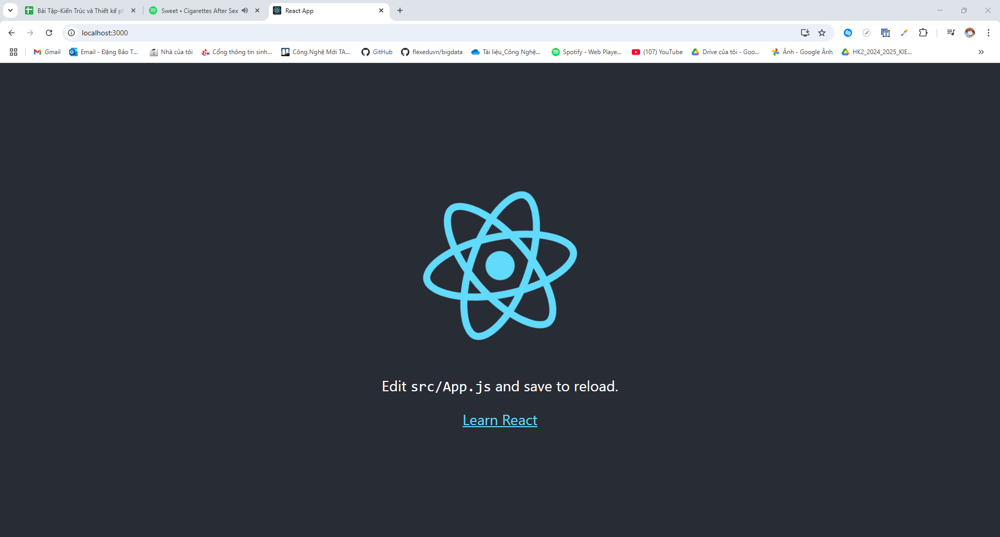 Bài Tập-Kiến Trúc và Thiết kế ph
Sweet • Cigarettes After Sex
React App
localhost:3000
Gmail
Email - Đặng Bảo T...
Nhà của tôi
Cổng thông tin sinh...
Công Nghệ Mới TA...
GitHub
flexeduvn/bigdata
Tài liệu_Công Nghệ...
Spotify - Web Playe...
(107) YouTube
Drive của tôi - Goo...
Ảnh - Google Ảnh
HK2_2024_2025_KIE...
Edit src/App.js and save to reload.
Learn React